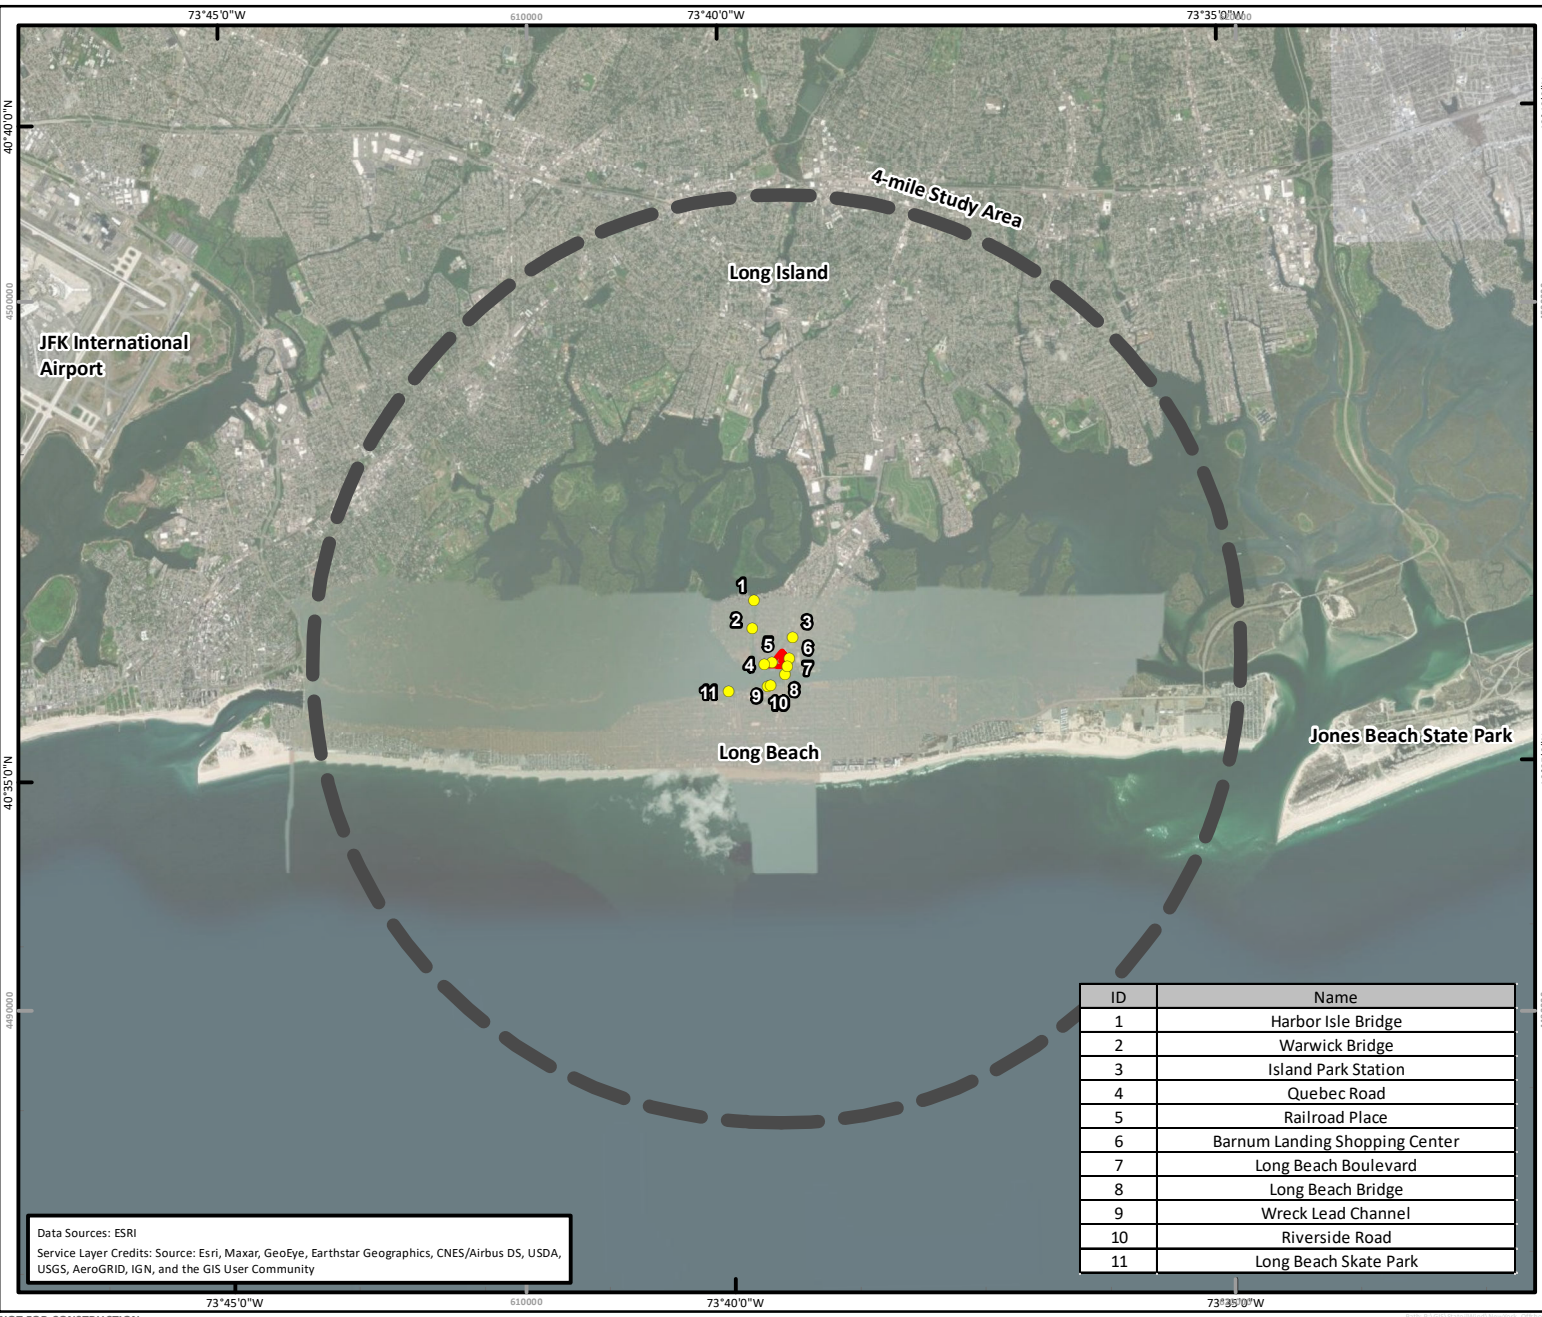 73°45'0"W
610000
73°40'0"W
73°35'0"W
40°40'0"N
4-mile Study Area
Long Island
4500000
JFK International
Airport
1
2
3
5
6
4
7
11
9
8
10
Long Beach
Jones Beach State Park
40°35'0"N
4490000
ID Name
1 Harbor Isle Bridge
2 Warwick Bridge
3 Island Park Station
4 Quebec Road
5 Railroad Place
6 Barnum Landing Shopping Center
7 Long Beach Boulevard
8 Long Beach Bridge
9 Wreck Lead Channel
10 Riverside Road
11 Long Beach Skate Park
Data Sources: ESRI
Service Layer Credits: Source: Esri, Maxar, GeoEye, Earthstar Geographics, CNES/Airbus DS, USDA,
USGS, AeroGRID, IGN, and the GIS User Community
73°45'0"W
610000
73°40'0"W
73°35'0"W